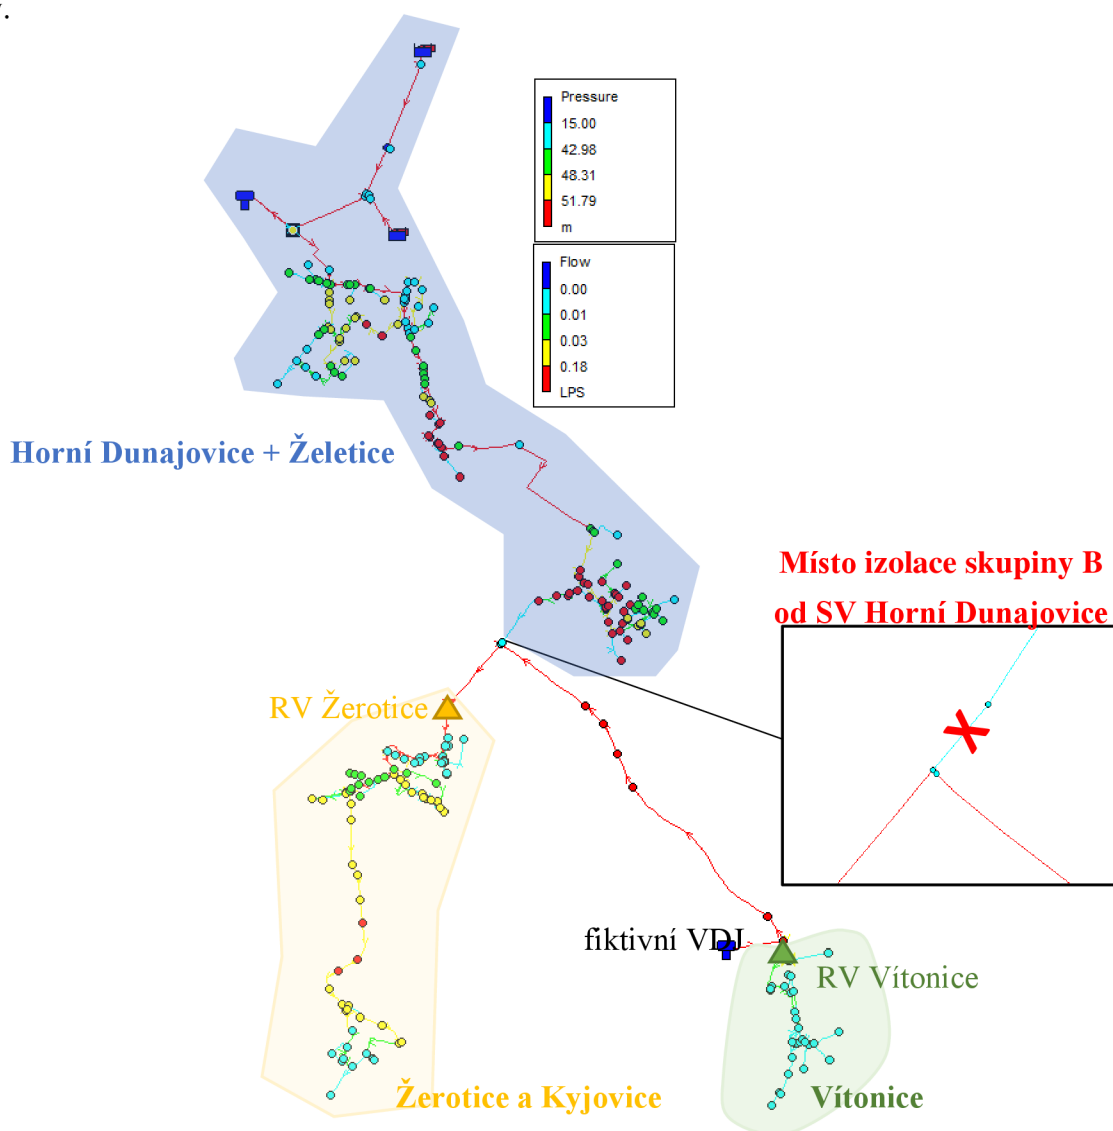 .
Pressure
15.00
42.98
48.31
51.79
m
Flow
0.00
0.01
0.03
0.18
LPS
Horní Dunajovice + Želetice
Místo izolace skupiny B
od SV Horní Dunajovice
RV Žerotice
fiktivní VDJ
RV Vítonice
Žerotice a Kyjovice
Vítonice